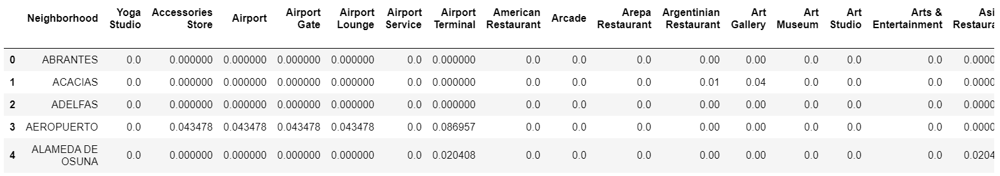 Neighborhood Yoga Studio Accessories Store Airport Airport Gate Airport Lounge Airport Service Airport Terminal American Restaurant Arcade Arepa Restaurant Argentinian Restaurant Art Gallery Art Museum Art Studio Arts & Entertainment
0 ABRANTES 0.0 0.000000 0.000000 0.000000 0.000000 0.0 0.000000 0.0 0.0 0.0 0.00 0.00 0.0 0.0 0.0 0.0000
1 ACACIAS 0.0 0.000000 0.000000 0.000000 0.000000 0.0 0.000000 0.0 0.0 0.0 0.01 0.04 0.0 0.0 0.0 0.0000
2 ADELFAS 0.0 0.000000 0.000000 0.000000 0.000000 0.0 0.000000 0.0 0.0 0.0 0.00 0.00 0.0 0.0 0.0 0.0000
3 AEROPUERTO 0.0 0.043478 0.043478 0.043478 0.043478 0.0 0.086957 0.0 0.0 0.0 0.00 0.00 0.0 0.0 0.0 0.0000
4 ALAMEDA DE OSUNA 0.0 0.000000 0.000000 0.000000 0.000000 0.0 0.020408 0.0 0.0 0.0 0.00 0.00 0.0 0.0 0.0 0.0204